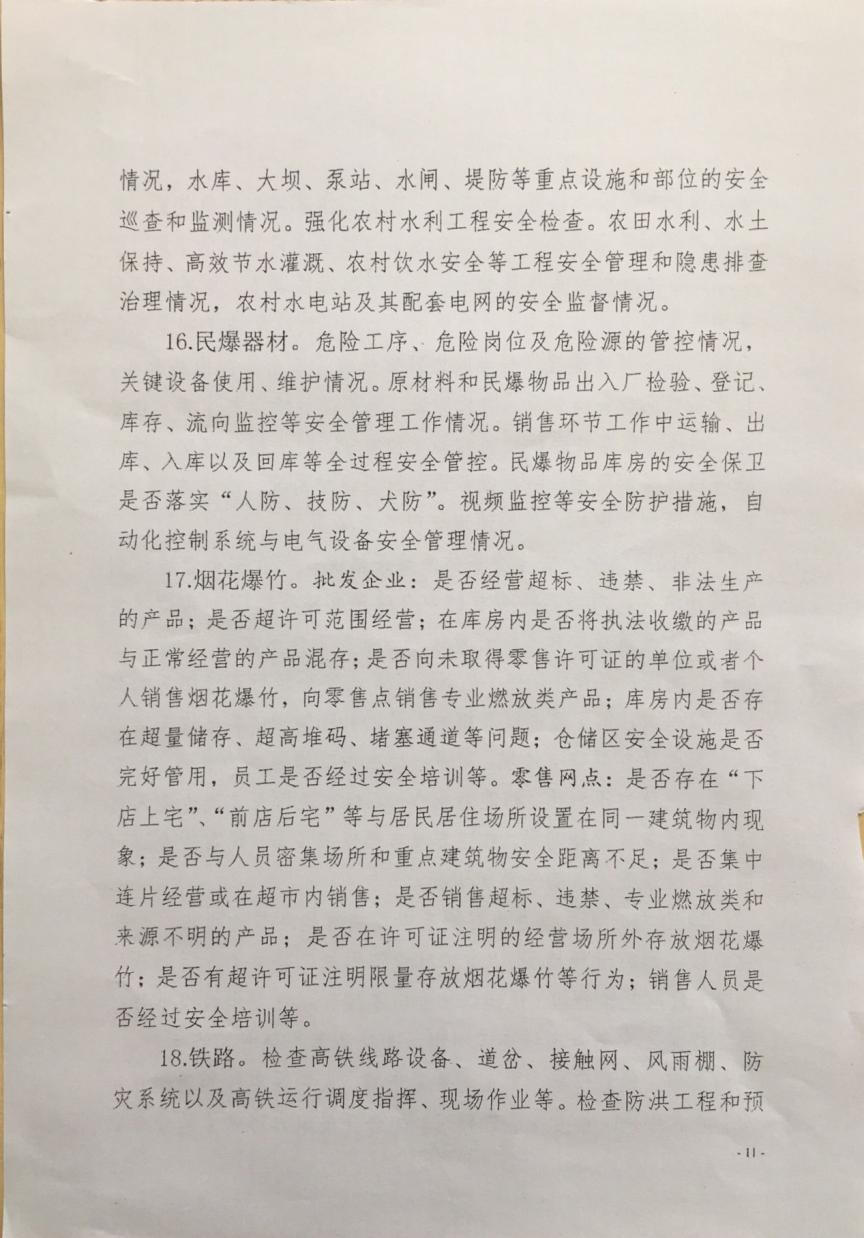 情况，水库、大坝、泵站、水闸、堤防等重点设施和部位的安全
巡查和监测情况。强化农村水利工程安全检查。农田水利、水土
保持、高效节水灌溉、农村饮水安全等工程安全管理和隐患排查
治理情况，农村水电站及其配套电网的安全监督情况。
16.民爆器材。危险工序、危险岗位及危险源的管控情况，
关键设备使用、维护情况。原材料和民爆物品出入厂检验、登记、
库存、流向监控等安全管理工作情况。销售环节工作中运输、出
库、入库以及回库等全过程安全管控。民爆物品库房的安全保卫
是否落实“人防、技防、犬防”。视频监控等安全防护措施，自
动化控制系统与电气设备安全管理情况。
17.烟花爆竹。批发企业：是否经营超标、违禁、非法生产
的产品；是否超许可范围经营；在库房内是否将执法收缴的产品
与正常经营的产品混存；是否向未取得零售许可证的单位或者个
人销售烟花爆竹，向零售点销售专业燃放类产品；库房内是否存
在超量储存、超高堆码、堵塞通道等问题；仓储区安全设施是否
完好管用，员工是否经过安全培训等。零售网点：是否存在“下
店上宅”、“前店后宅”等与居民居住场所设置在同一建筑物内现
象；是否与人员密集场所和重点建筑物安全距离不足；是否集中
连片经营或在超市内销售；是否销售超标、违禁、专业燃放类和
来源不明的产品；是否在许可证注明的经营场所外存放烟花爆
竹；是否有超许可证注明限量存放烟花爆竹等行为；销售人员是
否经过安全培训等。
18.铁路。检查高铁线路设备、道岔、接触网、风雨棚、防
灾系统以及高铁运行调度指挥、现场作业等。检查防洪工程和预
- 11 -